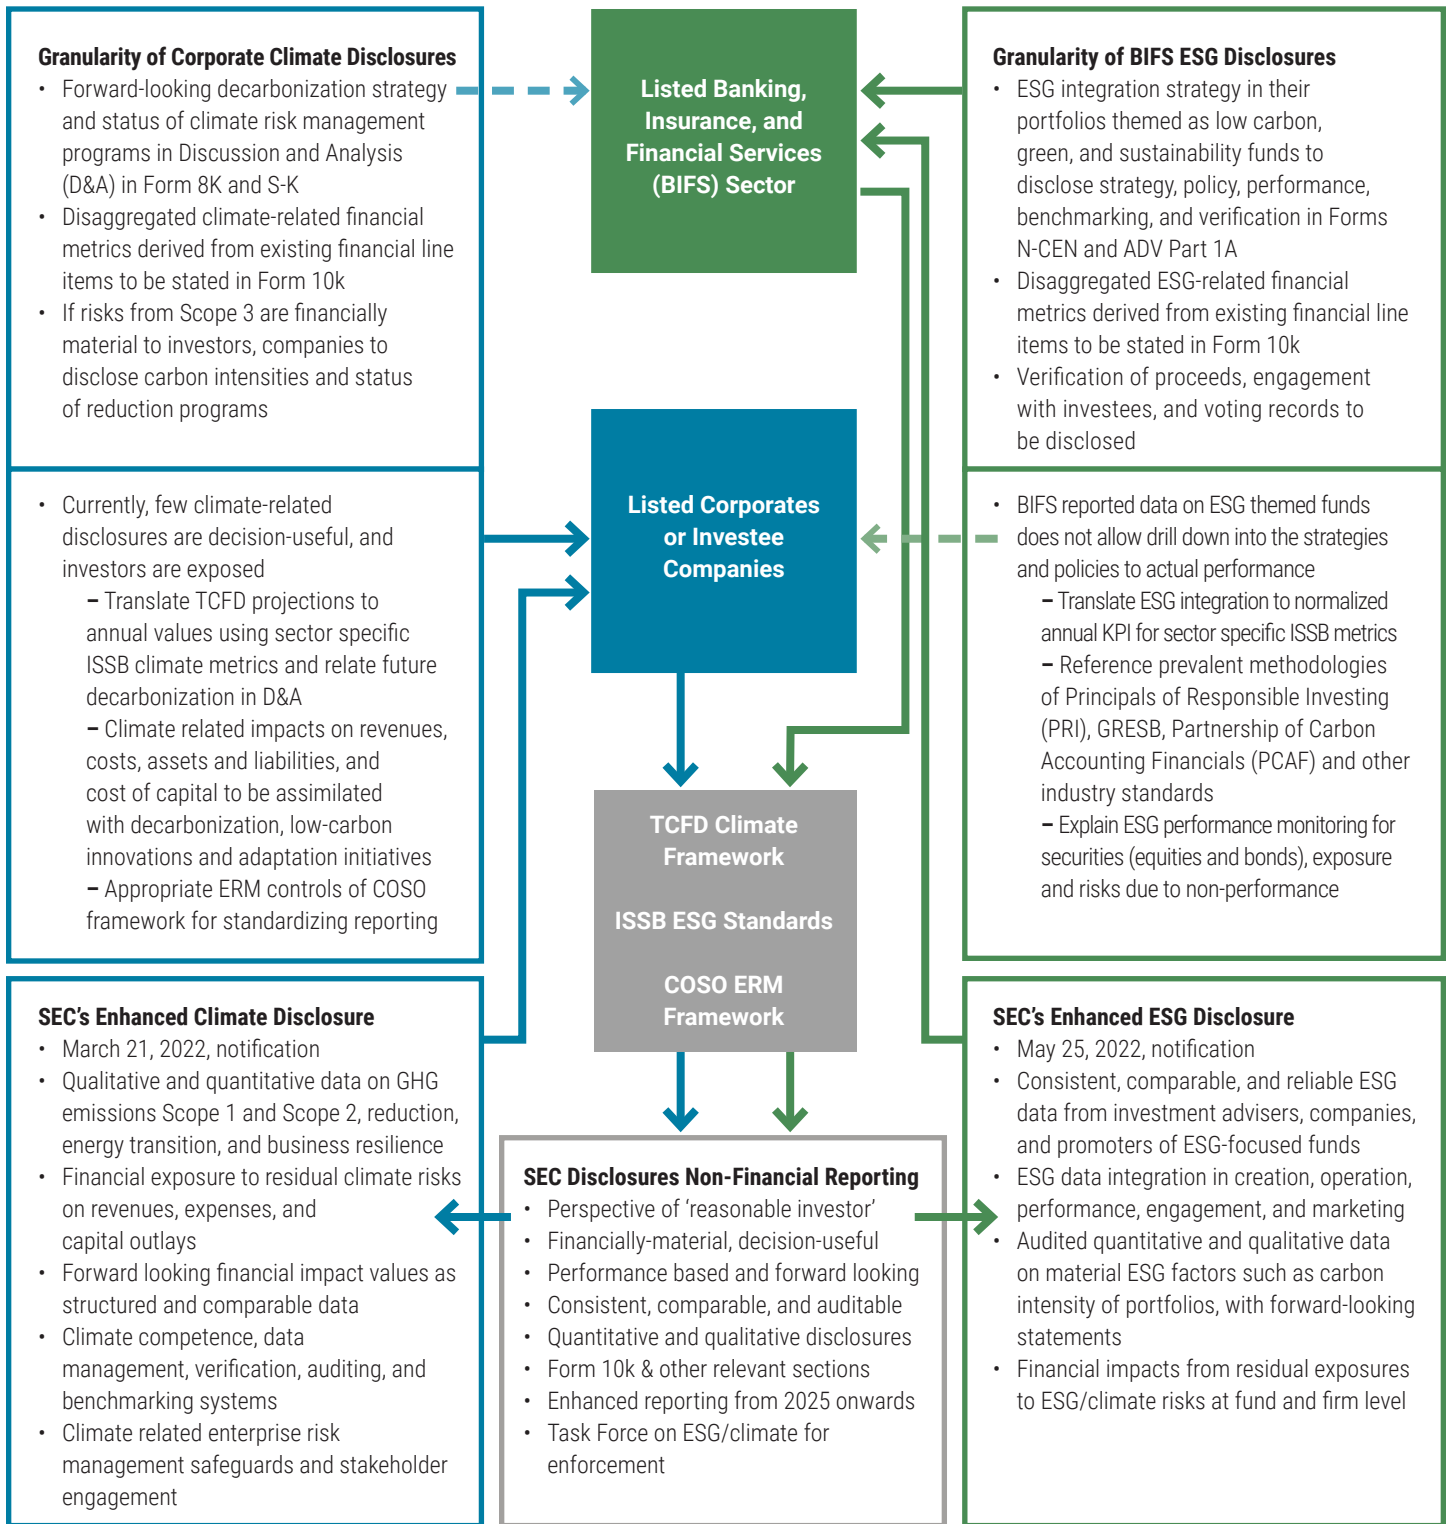 Granularity of Corporate Climate Disclosures
• Forward-looking decarbonization strategy
and status of climate risk management
programs in Discussion and Analysis
(D&A) in Form 8K and S-K
• Disaggregated climate-related financial
metrics derived from existing financial line
items to be stated in Form 10k
• If risks from Scope 3 are financially
material to investors, companies to
disclose carbon intensities and status
of reduction programs
• Currently, few climate-related
disclosures are decision-useful, and
investors are exposed
– Translate TCFD projections to
annual values using sector specific
ISSB climate metrics and relate future
decarbonization in D&A
– Climate related impacts on revenues,
costs, assets and liabilities, and
cost of capital to be assimilated
with decarbonization, low-carbon
innovations and adaptation initiatives
– Appropriate ERM controls of COSO
framework for standardizing reporting
SEC's Enhanced Climate Disclosure
• March 21, 2022, notification
• Qualitative and quantitative data on GHG
emissions Scope 1 and Scope 2, reduction,
energy transition, and business resilience
• Financial exposure to residual climate risks
on revenues, expenses, and
capital outlays
• Forward looking financial impact values as
structured and comparable data
• Climate competence, data
management, verification, auditing, and
benchmarking systems
• Climate related enterprise risk
management safeguards and stakeholder
engagement
Listed Banking,
Insurance, and
Financial Services
(BIFS) Sector
Listed Corporates
or Investee
Companies
TCFD Climate
Framework
ISSB ESG Standards
COSO ERM
Framework
SEC Disclosures Non-Financial Reporting
• Perspective of 'reasonable investor'
• Financially-material, decision-useful
• Performance based and forward looking
• Consistent, comparable, and auditable
• Quantitative and qualitative disclosures
• Form 10k & other relevant sections
• Enhanced reporting from 2025 onwards
• Task Force on ESG/climate for
enforcement
Granularity of BIFS ESG Disclosures
• ESG integration strategy in their
portfolios themed as low carbon,
green, and sustainability funds to
disclose strategy, policy, performance,
benchmarking, and verification in Forms
N-CEN and ADV Part 1A
• Disaggregated ESG-related financial
metrics derived from existing financial line
items to be stated in Form 10k
• Verification of proceeds, engagement
with investees, and voting records to
be disclosed
• BIFS reported data on ESG themed funds
does not allow drill down into the strategies
and policies to actual performance
– Translate ESG integration to normalized
annual KPI for sector specific ISSB metrics
– Reference prevalent methodologies
of Principals of Responsible Investing
(PRI), GRESB, Partnership of Carbon
Accounting Financials (PCAF) and other
industry standards
– Explain ESG performance monitoring for
securities (equities and bonds), exposure
and risks due to non-performance
SEC's Enhanced ESG Disclosure
• May 25, 2022, notification
• Consistent, comparable, and reliable ESG
data from investment advisers, companies,
and promoters of ESG-focused funds
• ESG data integration in creation, operation,
performance, engagement, and marketing
• Audited quantitative and qualitative data
on material ESG factors such as carbon
intensity of portfolios, with forward-looking
statements
• Financial impacts from residual exposures
to ESG/climate risks at fund and firm level